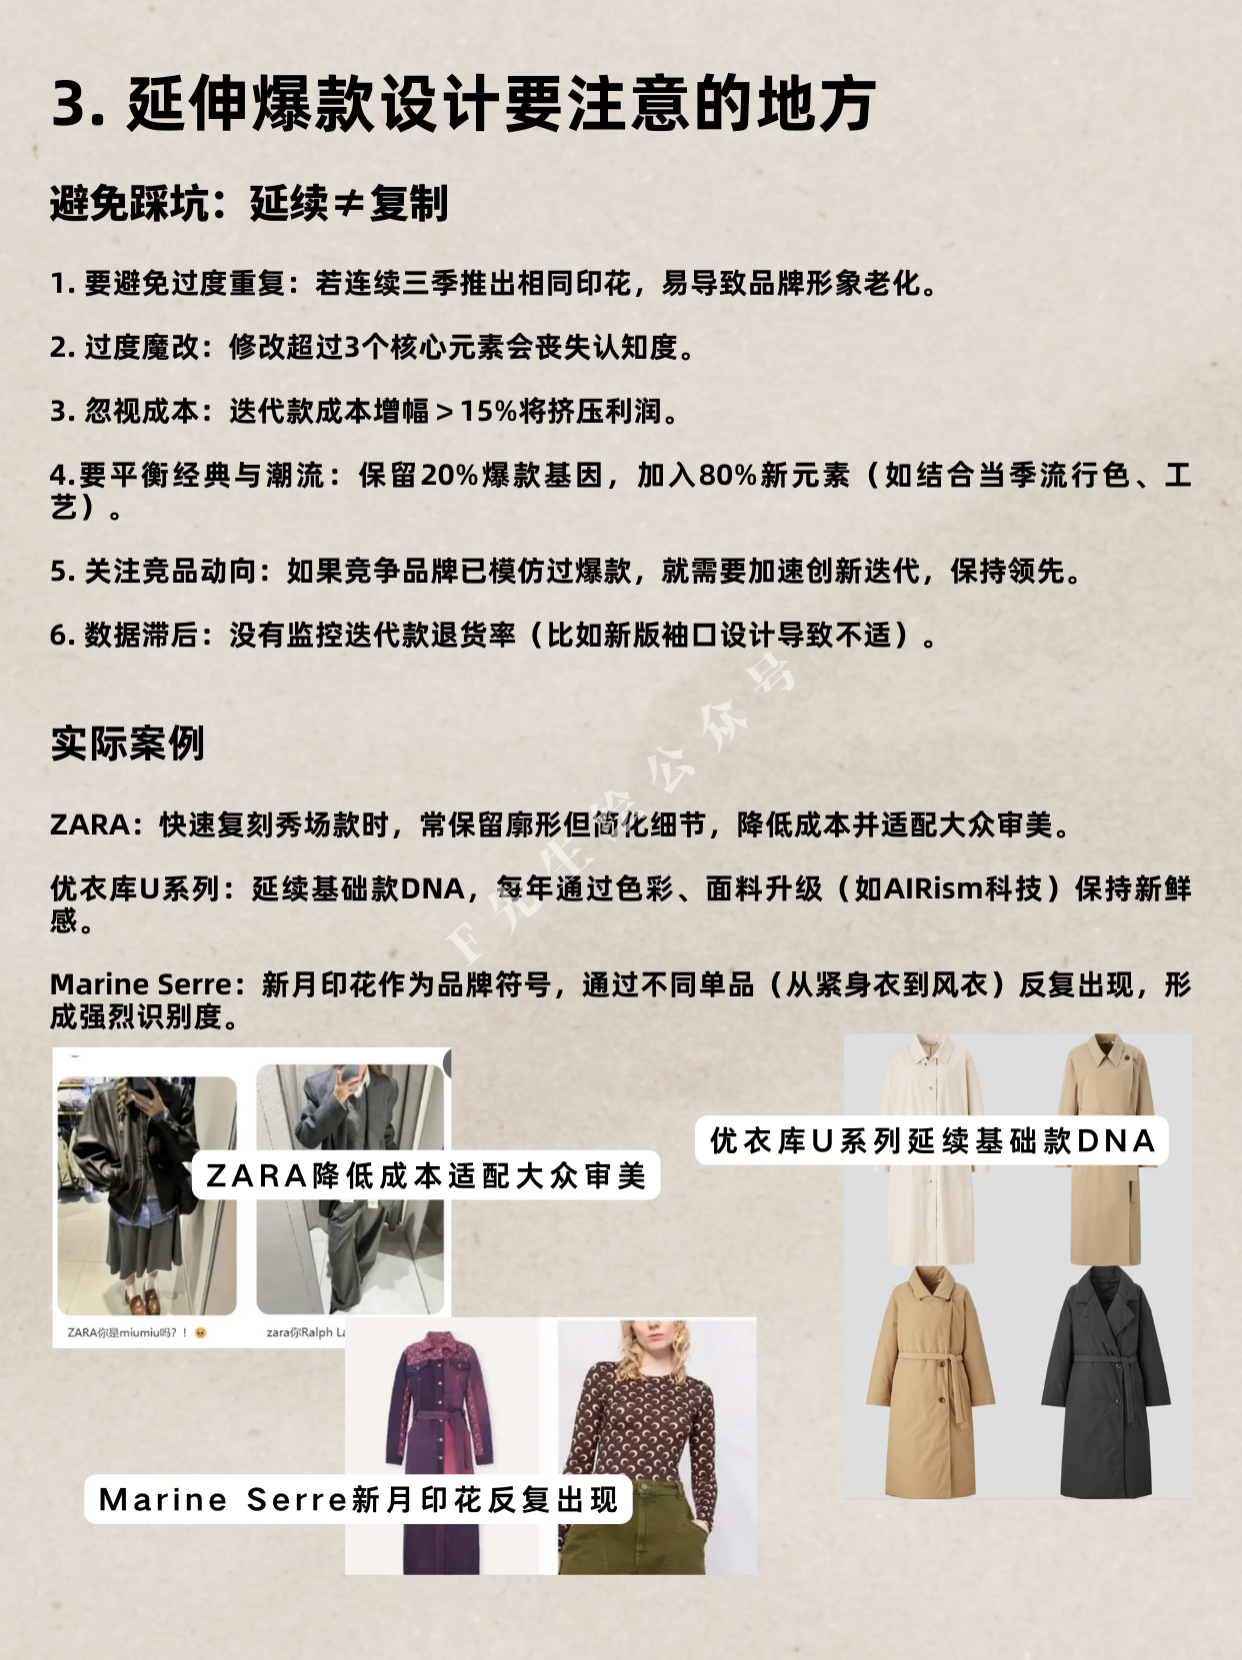 3. 延伸爆款设计要注意的地方
避免踩坑：延续≠复制
1. 要避免过度重复：若连续三季推出相同印花，易导致品牌形象老化。
2. 过度魔改：修改超过3个核心元素会丧失认知度。
3. 忽视成本：迭代款成本增幅＞15%将挤压利润。
4.要平衡经典与潮流：保留20%爆款基因，加入80%新元素（如结合当季流行色、工
艺）。
5. 关注竞品动向：如果竞争品牌已模仿过爆款，就需要加速创新迭代，保持领先。
6. 数据滞后：没有监控迭代款退货率（比如新版袖口设计导致不适）。
实际案例
ZARA：快速复刻秀场款时，常保留廓形但简化细节，降低成本并适配大众审美。
优衣库U系列：延续基础款DNA，每年通过色彩、面料升级（如AIRism科技）保持新鲜
感。
Marine Serre：新月印花作为品牌符号，通过不同单品（从紧身衣到风衣）反复出现，形
成强烈识别度。
F先生绘公众号
优衣库U系列延续基础款DNA
ZARA降低成本适配大众审美
ZARA你是miumiu吗？！
zara你Ralph La
Marine Serre新月印花反复出现